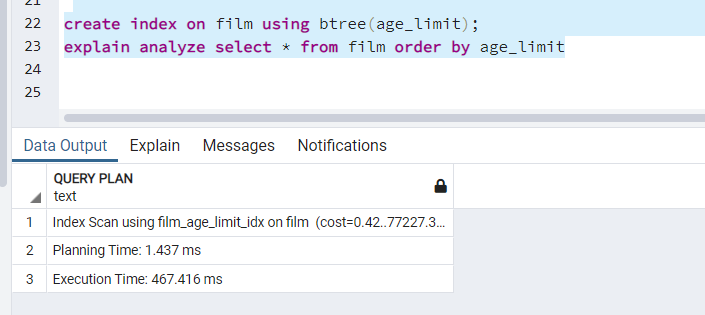 21
22 create index on film using btree(age_limit);
23 explain analyze select * from film order by age_limit
24
25
Data Output Explain Messages Notifications
QUERY PLAN
text
1 Index Scan using film_age_limit_idx on film (cost=0.42..77227.3...
2 Planning Time: 1.437 ms
3 Execution Time: 467.416 ms